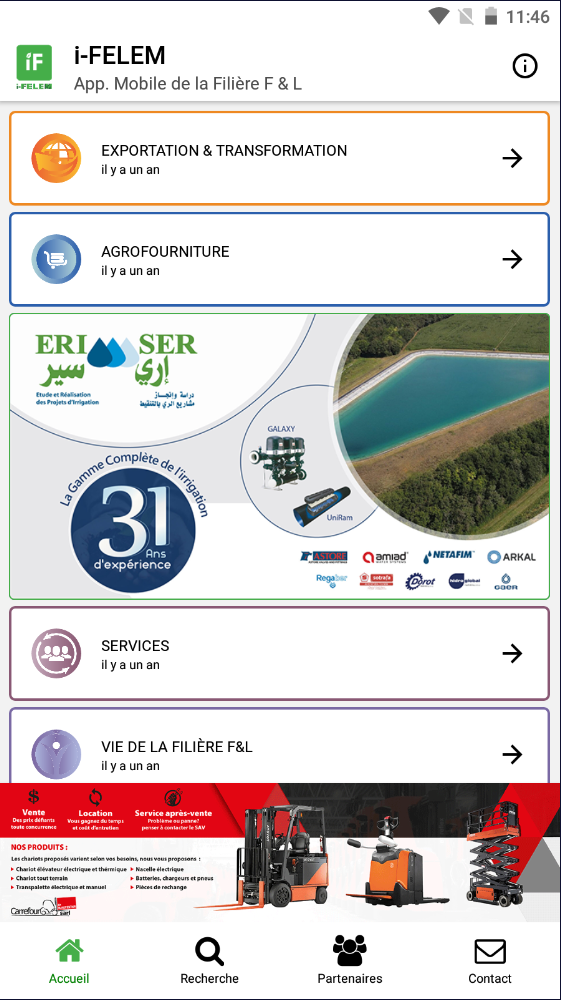 11:46
iF
i-FELEM
i-FELEM
App. Mobile de la Filière F & L
EXPORTATION & TRANSFORMATION
il y a un an
AGROFOURNITURE
il y a un an
ERI SER
إري سير
Etude et Réalisation
des Projets d'Irrigation
دراسة وإنجاز
مشاريع الري بالتنقيط
La Gamme Complète de l'irrigation
31
Ans
d'expérience
GALAXY
UniRam
ASTORE
amiad
WATER SYSTEMS
NETAFIM
ARKAL
Regaber
sotrafa
Dorot
hidroglobal
GAER
SERVICES
il y a un an
VIE DE LA FILIÈRE F&L
il y a un an
Vente
Des prix défiants
toute concurrence
Location
Vous gagnez du temps
et coût d'entretien
Service après-vente
Problème ou panne?
penser à contacter le SAV
NOS PRODUITS :
Les chariots proposés varient selon vos besoins, nous vous proposons :
Chariot élévateur électrique et thérmique
Chariot tout terrain
Transpalette électrique et manuel
Nacelle électrique
Batteries, chargeurs et pneus
Pièces de rechange
Carrefour
sarl
Accueil
Recherche
Partenaires
Contact